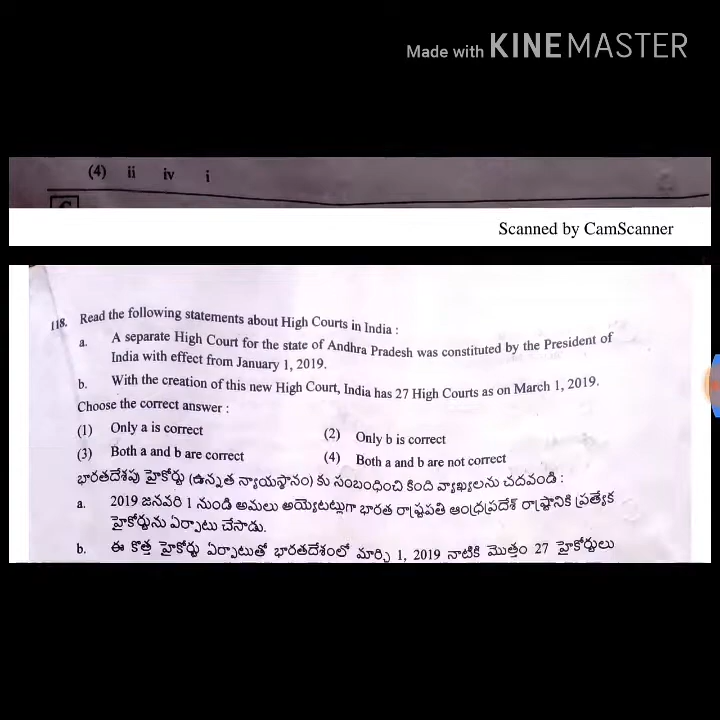 Made with KINEMASTER
(4) ii iv i
Scanned by CamScanner
118. Read the following statements about High Courts in India :
a. A separate High Court for the state of Andhra Pradesh was constituted by the President of
India with effect from January 1, 2019.
b. With the creation of this new High Court, India has 27 High Courts as on March 1, 2019.
Choose the correct answer :
(1) Only a is correct (2) Only b is correct
(3) Both a and b are correct (4) Both a and b are not correct
భారతదేశపు హైకోర్టు (ఉన్నత న్యాయస్థానం) కు సంబంధించి కింది వ్యాఖ్యలను చదవండి :
a. 2019 జనవరి 1 నుండి అమలు అయ్యేటట్లుగా భారత రాష్ట్రపతి ఆంధ్రప్రదేశ్ రాష్ట్రానికి ప్రత్యేక
హైకోర్టును ఏర్పాటు చేసాడు.
b. ఈ కొత్త హైకోర్టు ఏర్పాటుతో భారతదేశంలో మార్చి 1, 2019 నాటికి మొత్తం 27 హైకోర్టులు